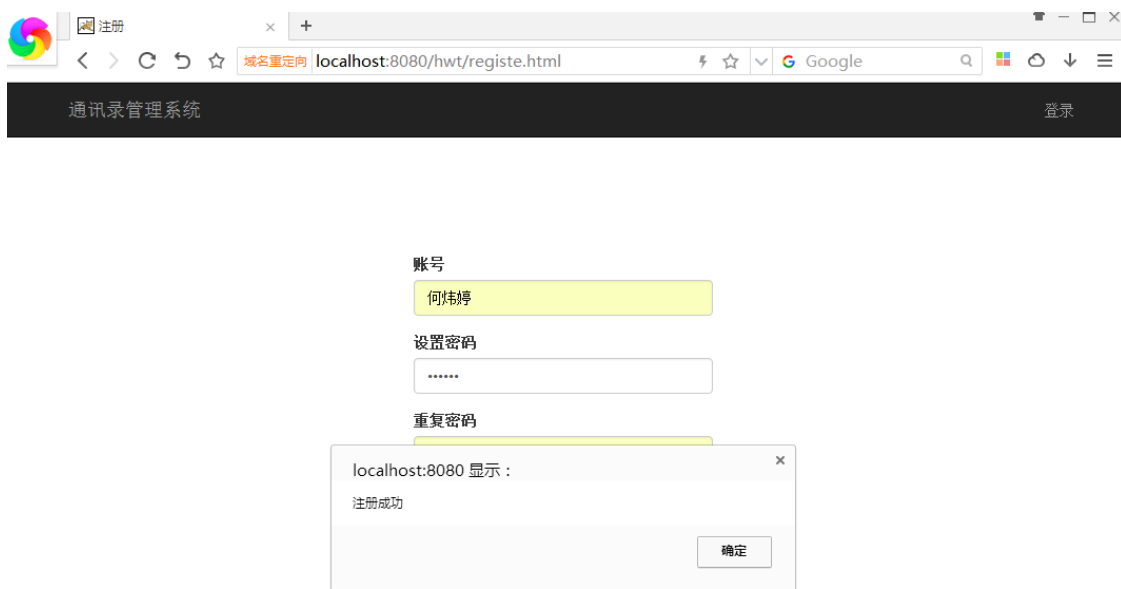 注册
域名重定向 localhost:8080/hwt/registe.html
G Google
通讯录管理系统
登录
账号
何炜婷
设置密码
••••••
重复密码
localhost:8080 显示：
注册成功
确定